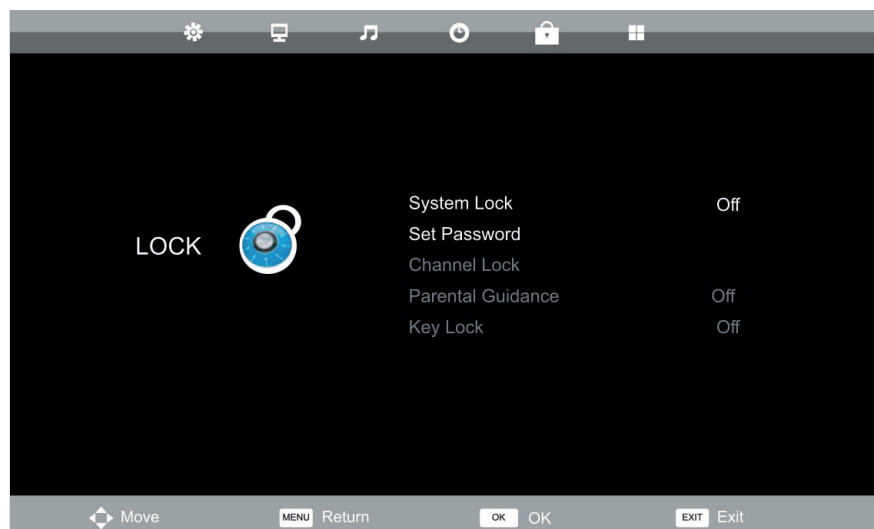 LOCK
System Lock Off
Set Password
Channel Lock
Parental Guidance Off
Key Lock Off
Move MENU Return OK OK EXIT Exit